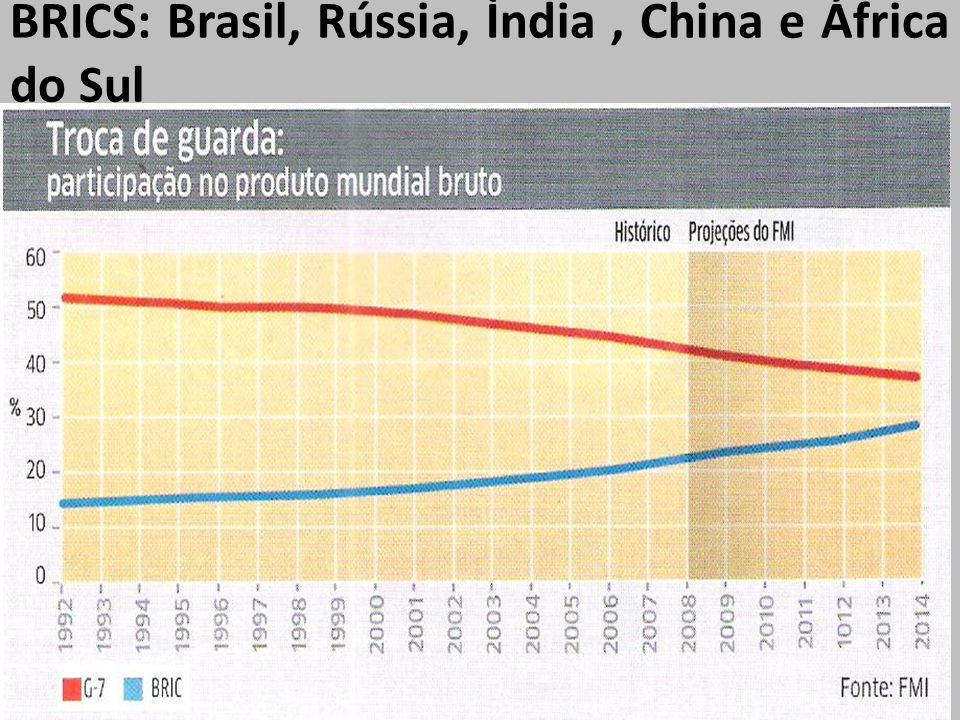 BRICS: Brasil, Rússia, Índia , China e África
do Sul
Troca de guarda:
participação no produto mundial bruto
Histórico Projeções do FMI
60
50
40
%
30
20
10
0
1992 1993 1994 1995 1996 1997 1998 1999 2000 2001 2002 2003 2004 2005 2006 2007 2008 2009 2010 2011 1012 2013 2014
G-7 BRIC
Fonte: FMI